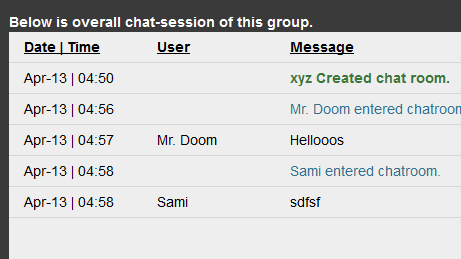 Below is overall chat-session of this group.
Date | Time User Message
Apr-13 | 04:50 xyz Created chat room.
Apr-13 | 04:56 Mr. Doom entered chatroom
Apr-13 | 04:57 Mr. Doom Hellooos
Apr-13 | 04:58 Sami entered chatroom.
Apr-13 | 04:58 Sami sdfsf